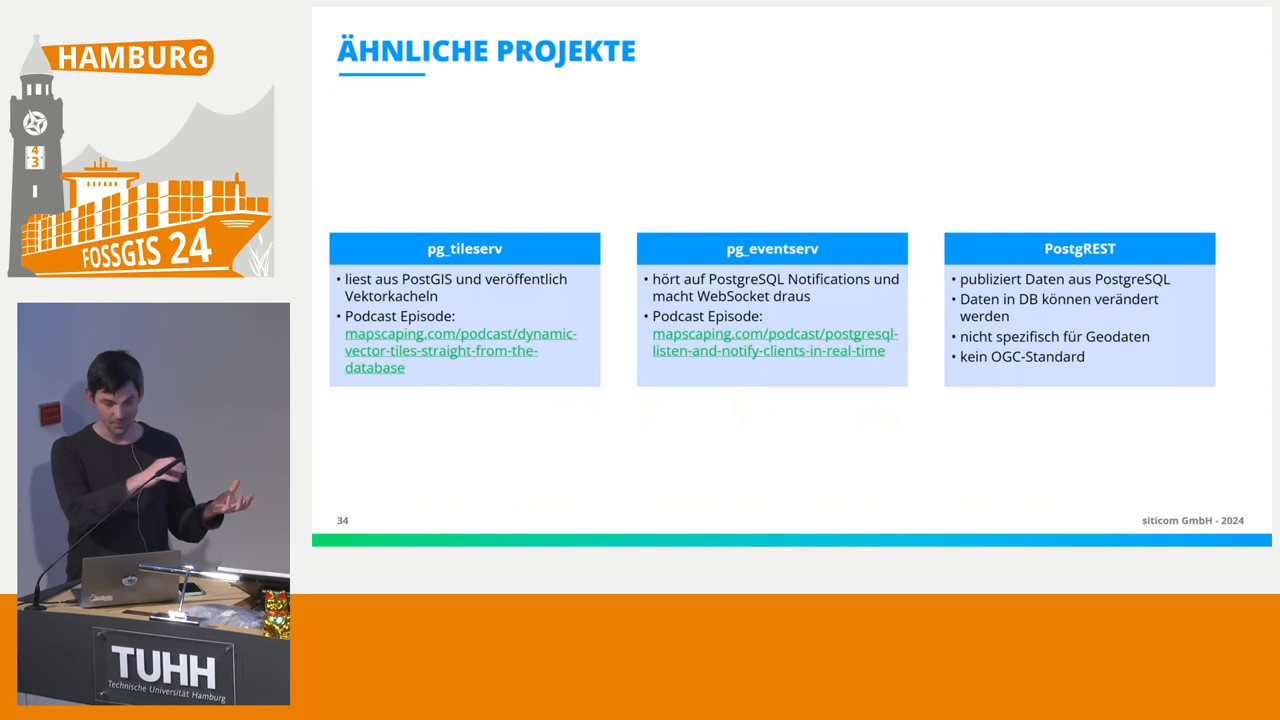 HAMBURG
4
3
FOSSGIS 24
ÄHNLICHE PROJEKTE
pg_tileserv
• liest aus PostGIS und veröffentlich
Vektorkacheln
• Podcast Episode:
mapscaping.com/podcast/dynamic-
vector-tiles-straight-from-the-
database
pg_eventserv
• hört auf PostgreSQL Notifications und
macht WebSocket draus
• Podcast Episode:
mapscaping.com/podcast/postgresql-
listen-and-notify-clients-in-real-time
PostgREST
• publiziert Daten aus PostgreSQL
• Daten in DB können verändert
werden
• nicht spezifisch für Geodaten
• kein OGC-Standard
34
siticom GmbH - 2024
TUHH
Technische Universität Hamburg